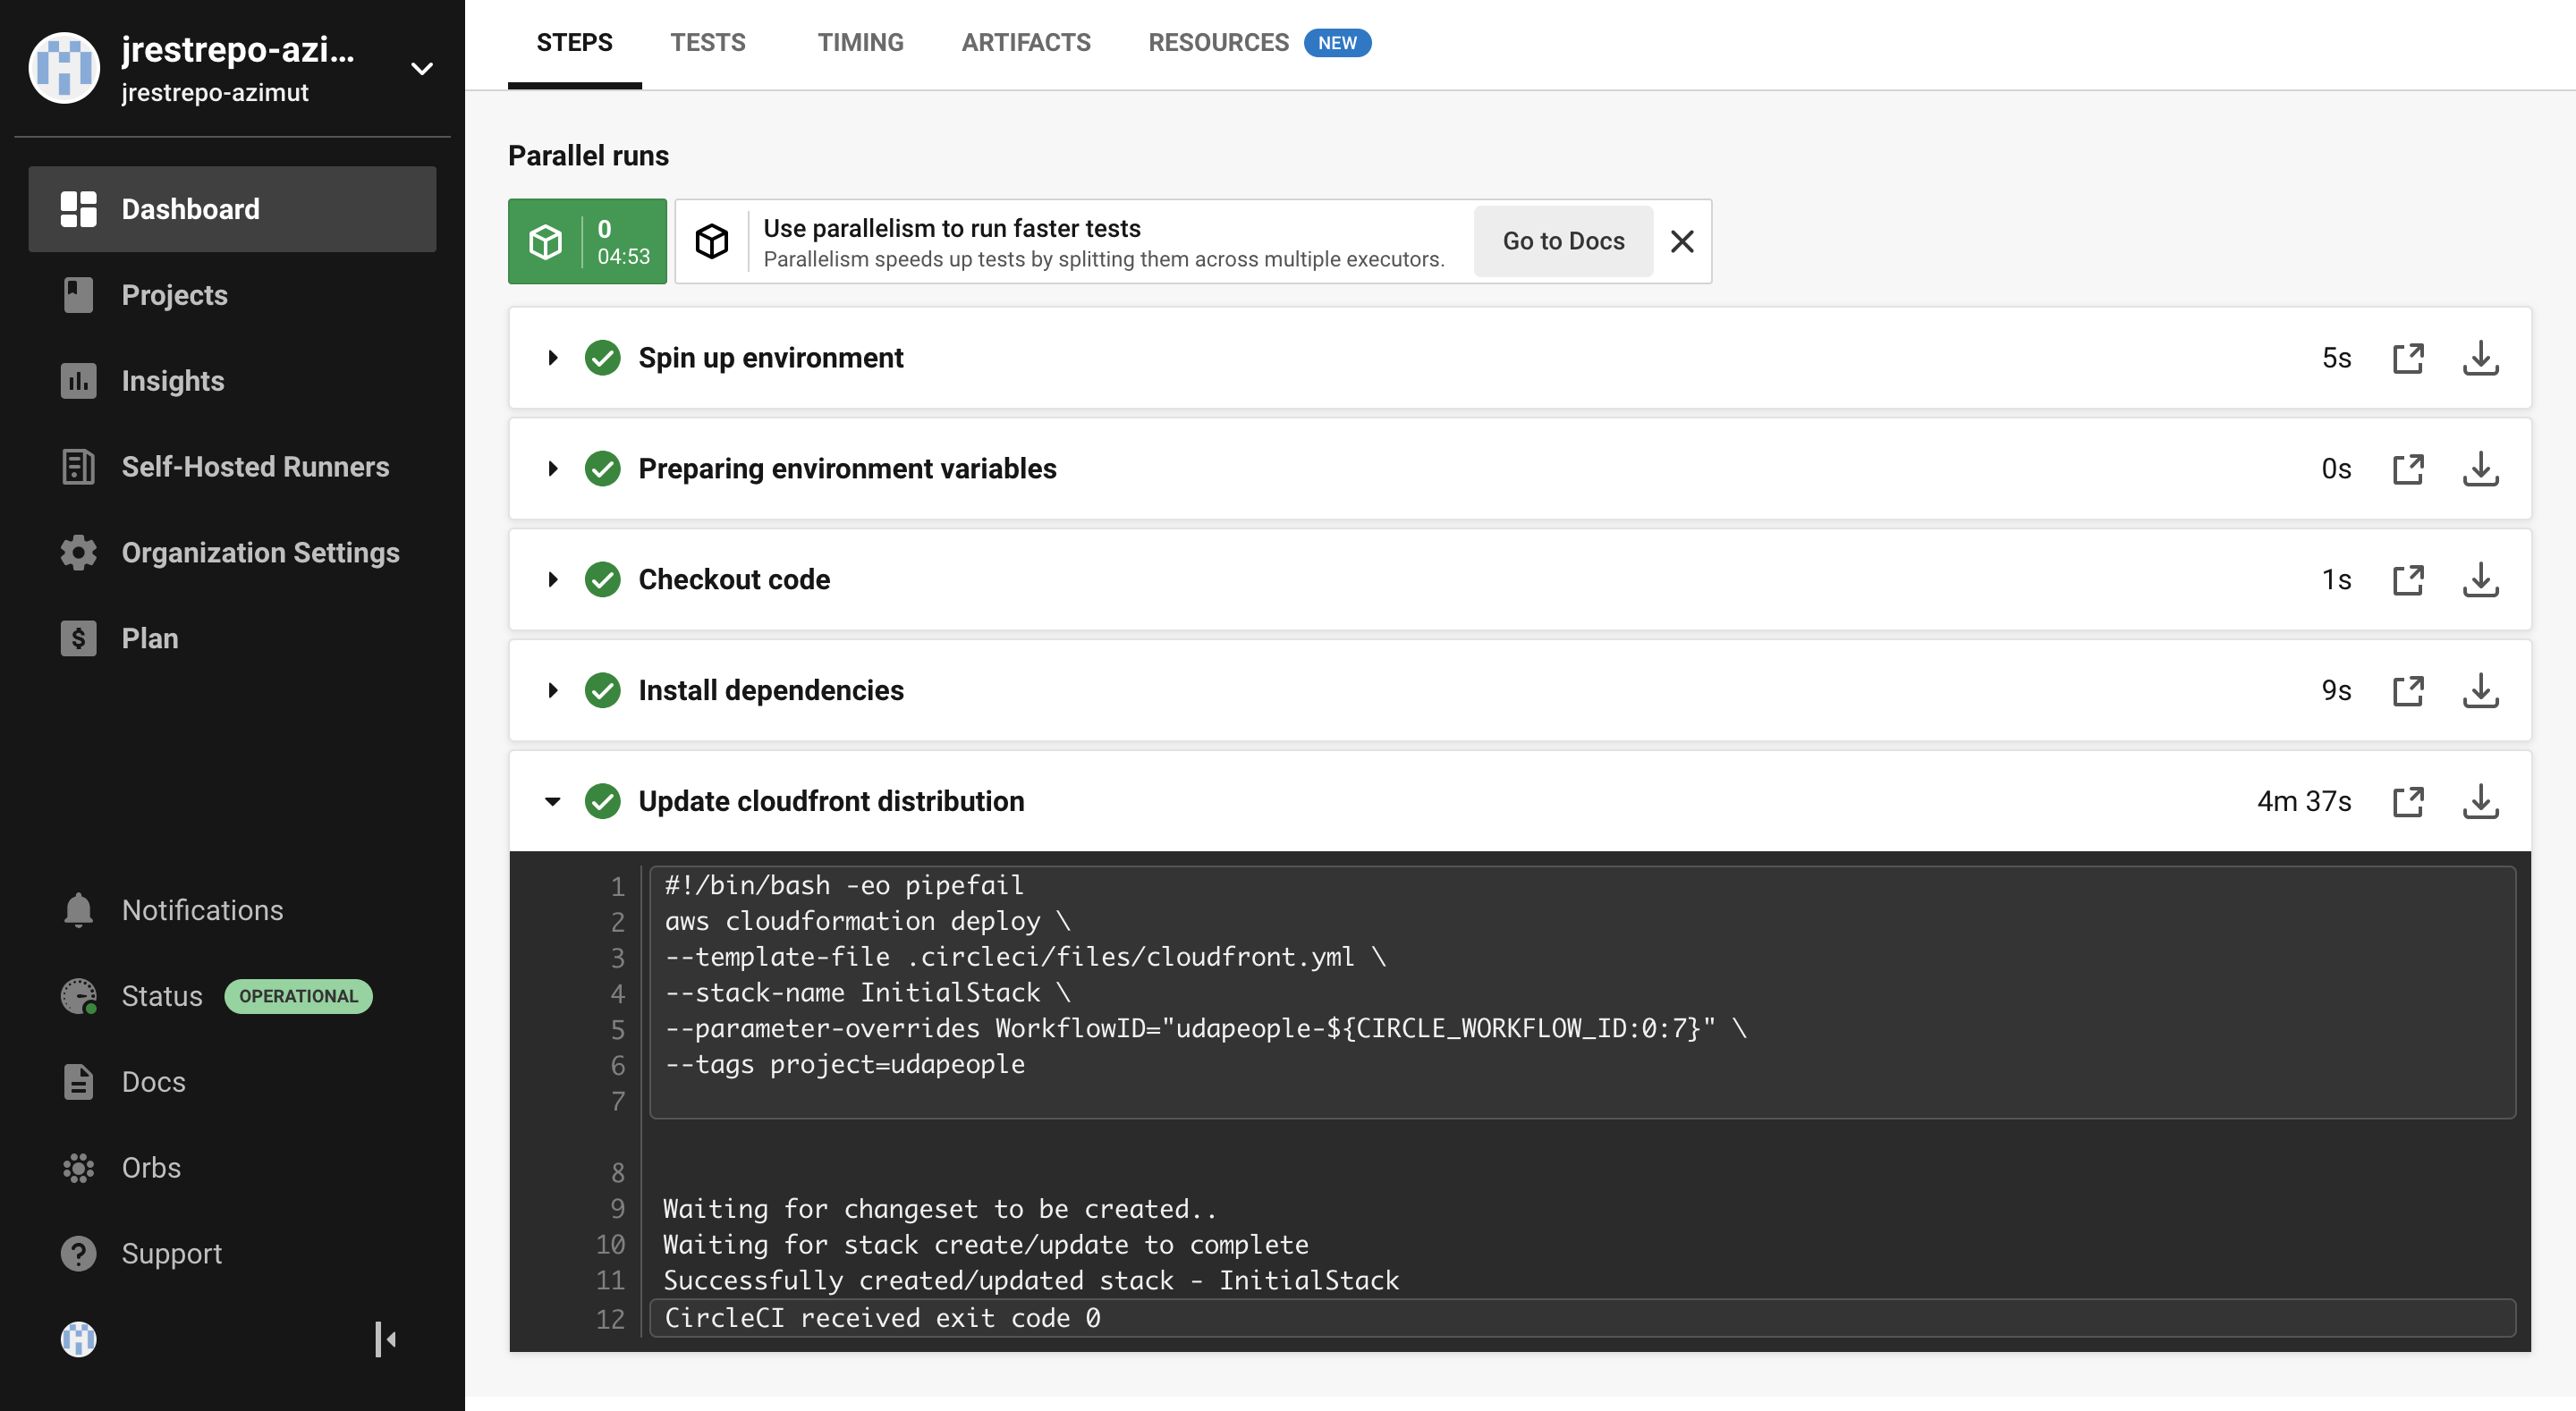 jrestrepo-azi...
jrestrepo-azimut
Dashboard
Projects
Insights
Self-Hosted Runners
Organization Settings
Plan
Notifications
Status OPERATIONAL
Docs
Orbs
Support
STEPS TESTS TIMING ARTIFACTS RESOURCES NEW
Parallel runs
0
04:53
Use parallelism to run faster tests
Parallelism speeds up tests by splitting them across multiple executors.
Go to Docs
Spin up environment 5s
Preparing environment variables 0s
Checkout code 1s
Install dependencies 9s
Update cloudfront distribution 4m 37s
1 #!/bin/bash -eo pipefail
2 aws cloudformation deploy \
3 --template-file .circleci/files/cloudfront.yml \
4 --stack-name InitialStack \
5 --parameter-overrides WorkflowID="udapeople-${CIRCLE_WORKFLOW_ID:0:7}" \
6 --tags project=udapeople
7
8
9 Waiting for changeset to be created..
10 Waiting for stack create/update to complete
11 Successfully created/updated stack - InitialStack
12 CircleCI received exit code 0